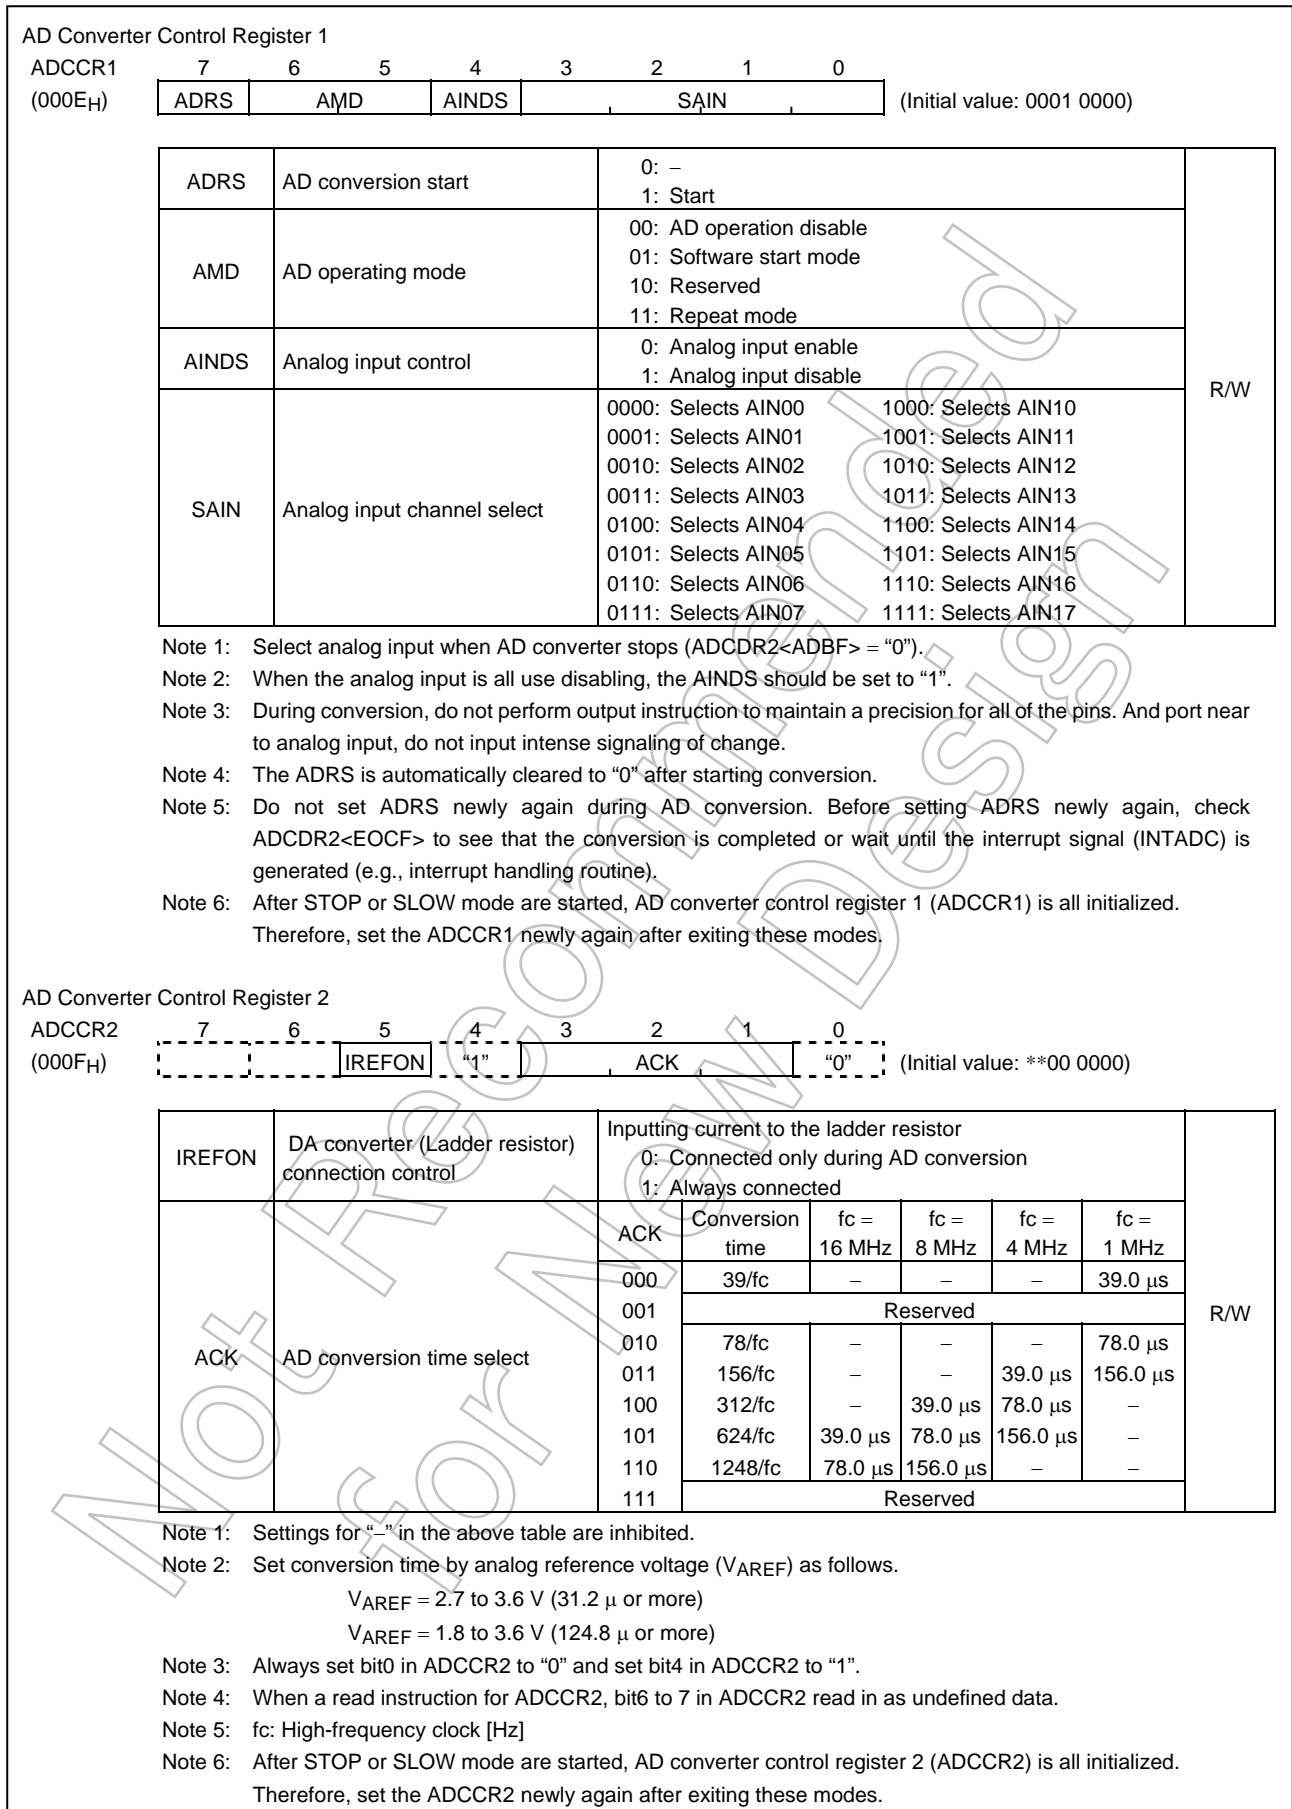 AD Converter Control Register 1
ADCCR1 7 6 5 4 3 2 1 0
(000EH) ADRS AMD AINDS SAIN (Initial value: 0001 0000)
ADRS AD conversion start 0: – R/W
1: Start
AMD AD operating mode 00: AD operation disable
01: Software start mode
10: Reserved
11: Repeat mode
AINDS Analog input control 0: Analog input enable
1: Analog input disable
SAIN Analog input channel select 0000: Selects AIN00 1000: Selects AIN10
0001: Selects AIN01 1001: Selects AIN11
0010: Selects AIN02 1010: Selects AIN12
0011: Selects AIN03 1011: Selects AIN13
0100: Selects AIN04 1100: Selects AIN14
0101: Selects AIN05 1101: Selects AIN15
0110: Selects AIN06 1110: Selects AIN16
0111: Selects AIN07 1111: Selects AIN17
Note 1: Select analog input when AD converter stops (ADCDR2<ADBF> = “0”).
Note 2: When the analog input is all use disabling, the AINDS should be set to “1”.
Note 3: During conversion, do not perform output instruction to maintain a precision for all of the pins. And port near
to analog input, do not input intense signaling of change.
Note 4: The ADRS is automatically cleared to “0” after starting conversion.
Note 5: Do not set ADRS newly again during AD conversion. Before setting ADRS newly again, check
ADCDR2<EOCF> to see that the conversion is completed or wait until the interrupt signal (INTADC) is
generated (e.g., interrupt handling routine).
Note 6: After STOP or SLOW mode are started, AD converter control register 1 (ADCCR1) is all initialized.
Therefore, set the ADCCR1 newly again after exiting these modes.
AD Converter Control Register 2
ADCCR2 7 6 5 4 3 2 1 0
(000FH) IREFON “1” ACK “0” (Initial value: **00 0000)
IREFON DA converter (Ladder resistor) connection control Inputting current to the ladder resistor R/W
0: Connected only during AD conversion
1: Always connected
ACK AD conversion time select ACK Conversion time fc = 16 MHz fc = 8 MHz fc = 4 MHz fc = 1 MHz
000 39/fc – – – 39.0 μs
001 Reserved
010 78/fc – – – 78.0 μs
011 156/fc – – 39.0 μs 156.0 μs
100 312/fc – 39.0 μs 78.0 μs –
101 624/fc 39.0 μs 78.0 μs 156.0 μs –
110 1248/fc 78.0 μs 156.0 μs – –
111 Reserved
Note 1: Settings for “–” in the above table are inhibited.
Note 2: Set conversion time by analog reference voltage (VAREF) as follows.
VAREF = 2.7 to 3.6 V (31.2 μ or more)
VAREF = 1.8 to 3.6 V (124.8 μ or more)
Note 3: Always set bit0 in ADCCR2 to “0” and set bit4 in ADCCR2 to “1”.
Note 4: When a read instruction for ADCCR2, bit6 to 7 in ADCCR2 read in as undefined data.
Note 5: fc: High-frequency clock [Hz]
Note 6: After STOP or SLOW mode are started, AD converter control register 2 (ADCCR2) is all initialized.
Therefore, set the ADCCR2 newly again after exiting these modes.
Not Recommended
for New Design